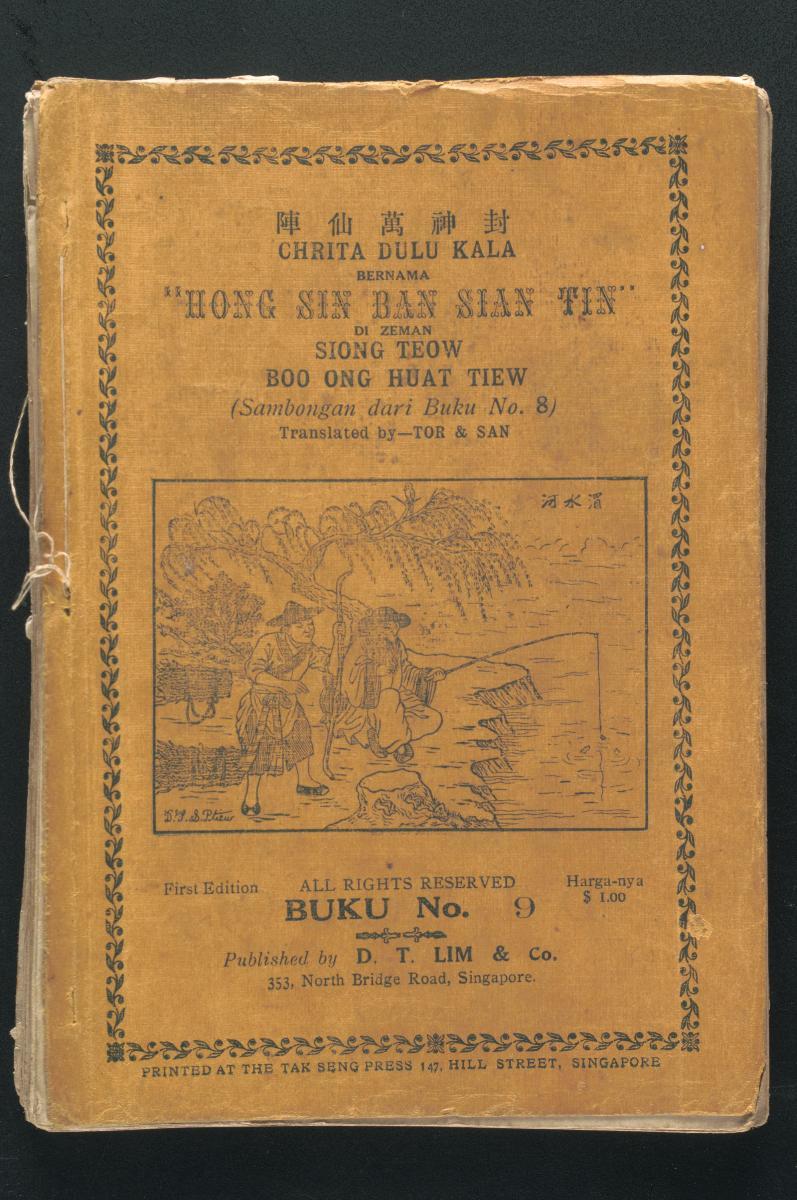 封神萬仙陣
CHRITA DULU KALA
BERNAMA
"HONG SIN BAN SIAN TIN"
DI ZEMAN
SIONG TEOW
BOO ONG HUAT TIEW
(Sambongan dari Buku No. 8)
Translated by—TOR & SAN
渭水河
First Edition
ALL RIGHTS RESERVED
Harga-nya
$ 1.00
BUKU No. 9
Published by D. T. LIM & Co.
353, North Bridge Road, Singapore.
PRINTED AT THE TAK SENG PRESS 147, HILL STREET, SINGAPORE